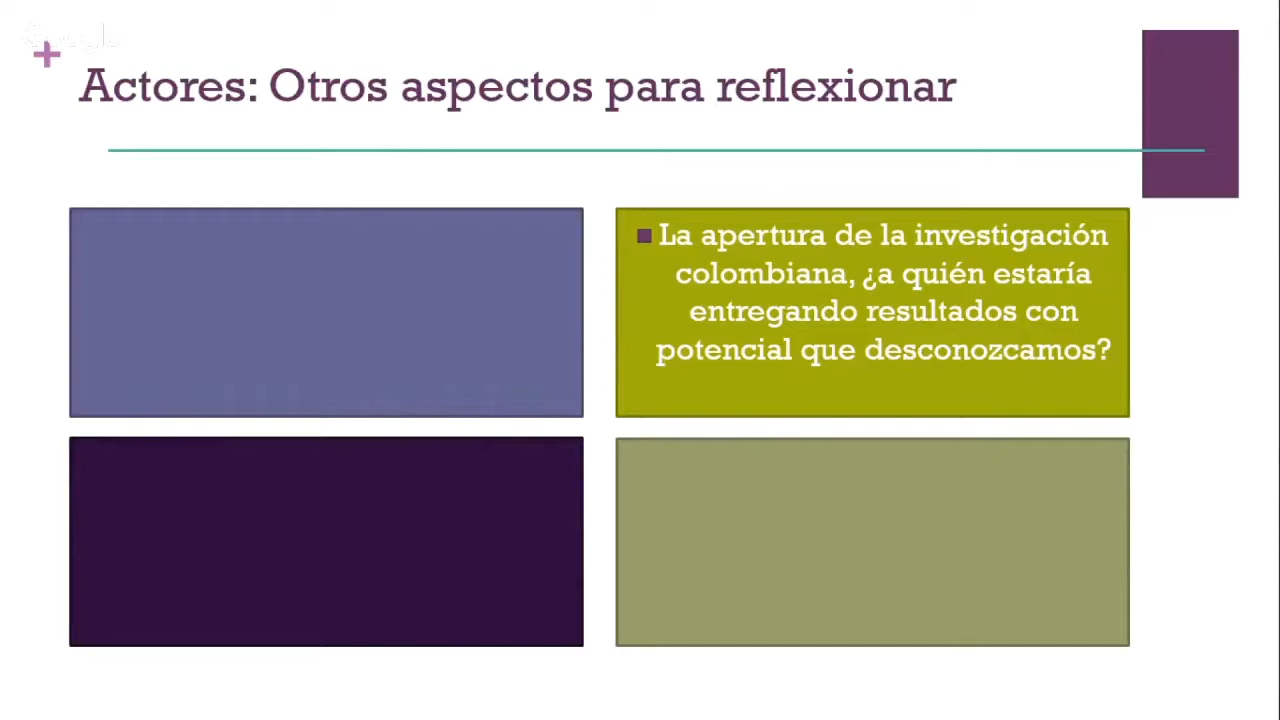 Google
+
Actores: Otros aspectos para reflexionar
La apertura de la investigación
colombiana, ¿a quién estaría
entregando resultados con
potencial que desconozcamos?